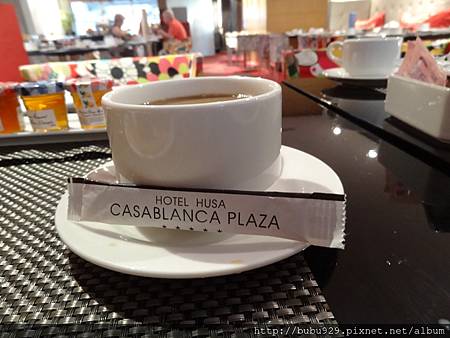 HOTEL HUSA
CASABLANCA PLAZA
★★★★★
http://bubu929.pixnet.net/album